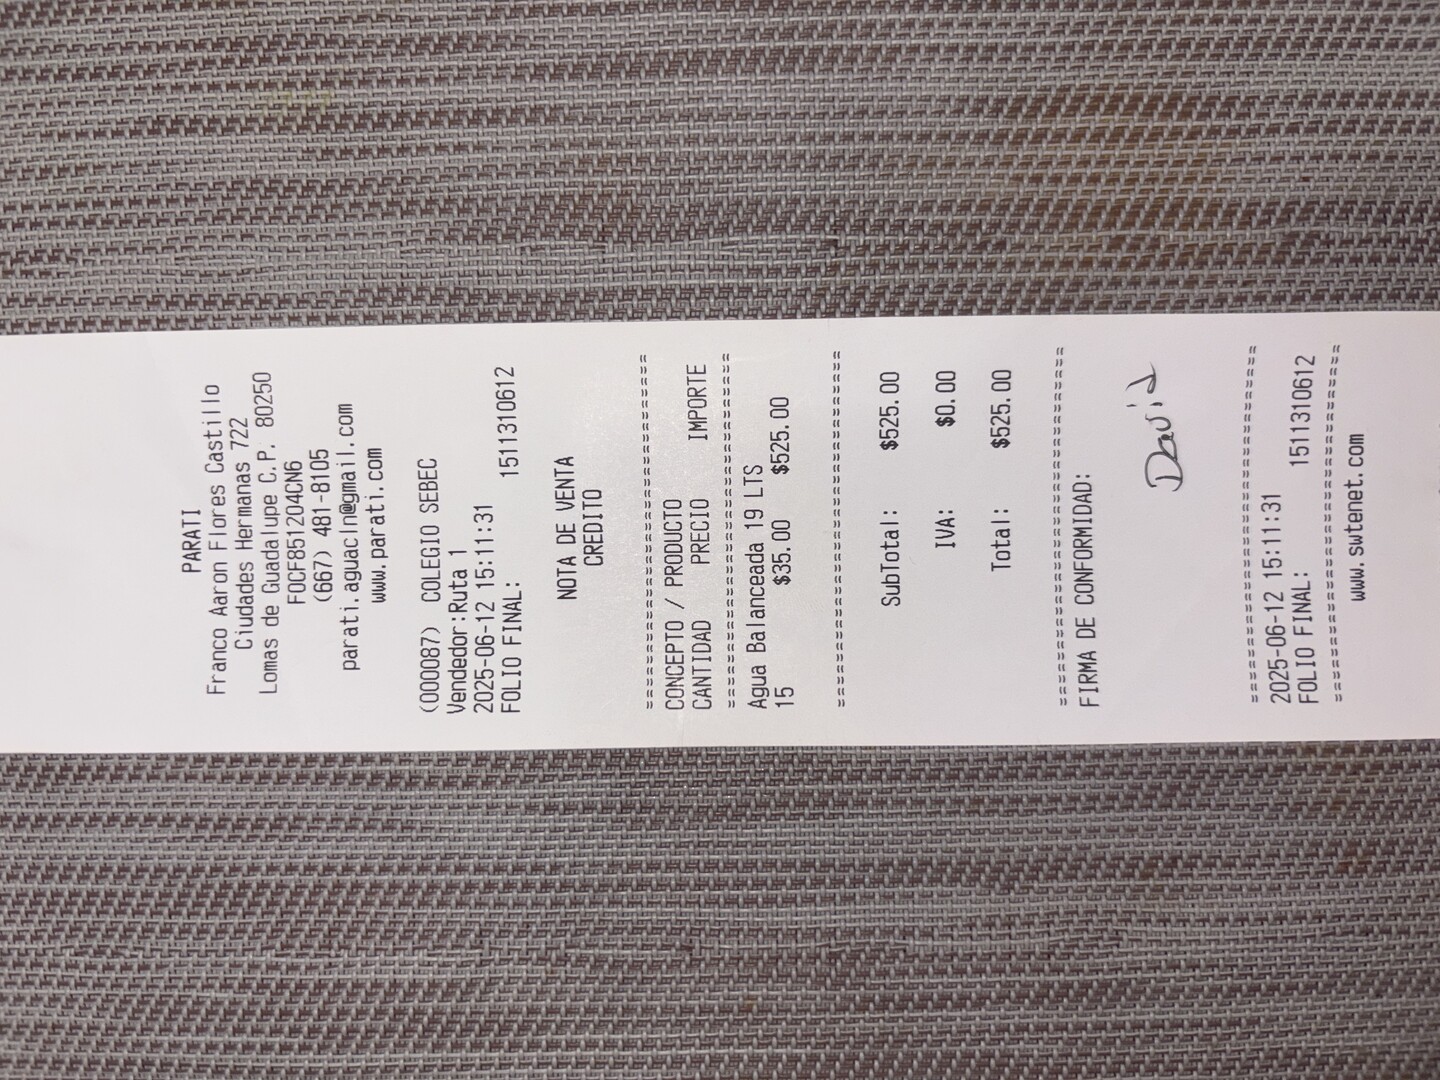 PARATI
Franco Aaron Flores Castillo
Ciudades Hermanas 722
Lomas de Guadalupe C.P. 80250
FOCF851204CN6
(667) 481-8105
parati.aguacln@gmail.com
www.parati.com
(000087) COLEGIO SEBEC
Vendedor:Ruta 1
2025-06-12 15:11:31
FOLIO FINAL: 1511310612
NOTA DE VENTA
CREDITO
================================
CONCEPTO / PRODUCTO
CANTIDAD PRECIO IMPORTE
================================
Agua Balanceada 19 LTS
15 $35.00 $525.00
================================
SubTotal: $525.00
IVA: $0.00
Total: $525.00
================================
FIRMA DE CONFORMIDAD:
David
================================
2025-06-12 15:11:31
FOLIO FINAL: 1511310612
================================
www.swtenet.com